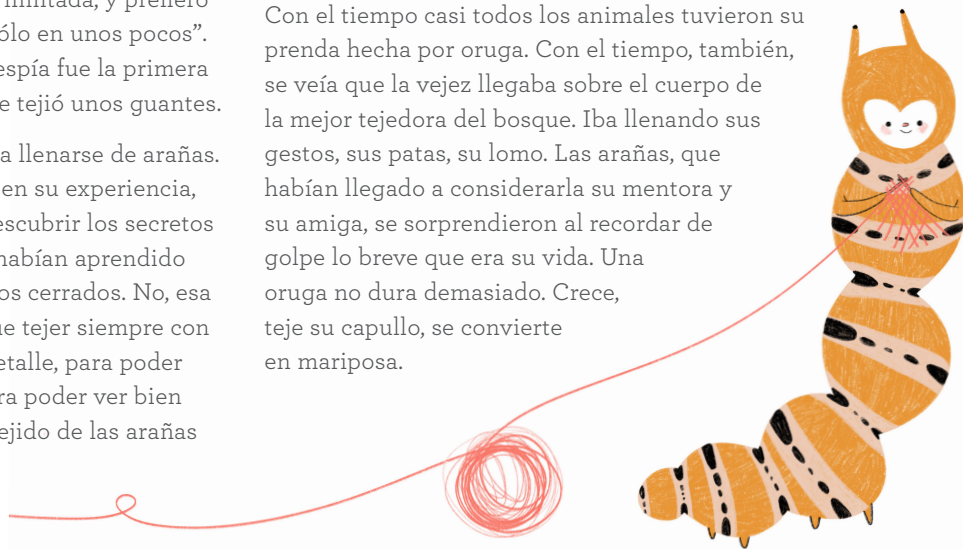 limitada, y prefiero
sólo en unos pocos”.
espía fue la primera
e tejió unos guantes.
a llenarse de arañas.
en su experiencia,
escubrir los secretos
habían aprendido
os cerrados. No, esa
ue tejer siempre con
etalle, para poder
ra poder ver bien
ejido de las arañas
Con el tiempo casi todos los animales tuvieron su
prenda hecha por oruga. Con el tiempo, también,
se veía que la vejez llegaba sobre el cuerpo de
la mejor tejedora del bosque. Iba llenando sus
gestos, sus patas, su lomo. Las arañas, que
habían llegado a considerarla su mentora y
su amiga, se sorprendieron al recordar de
golpe lo breve que era su vida. Una
oruga no dura demasiado. Crece,
teje su capullo, se convierte
en mariposa.